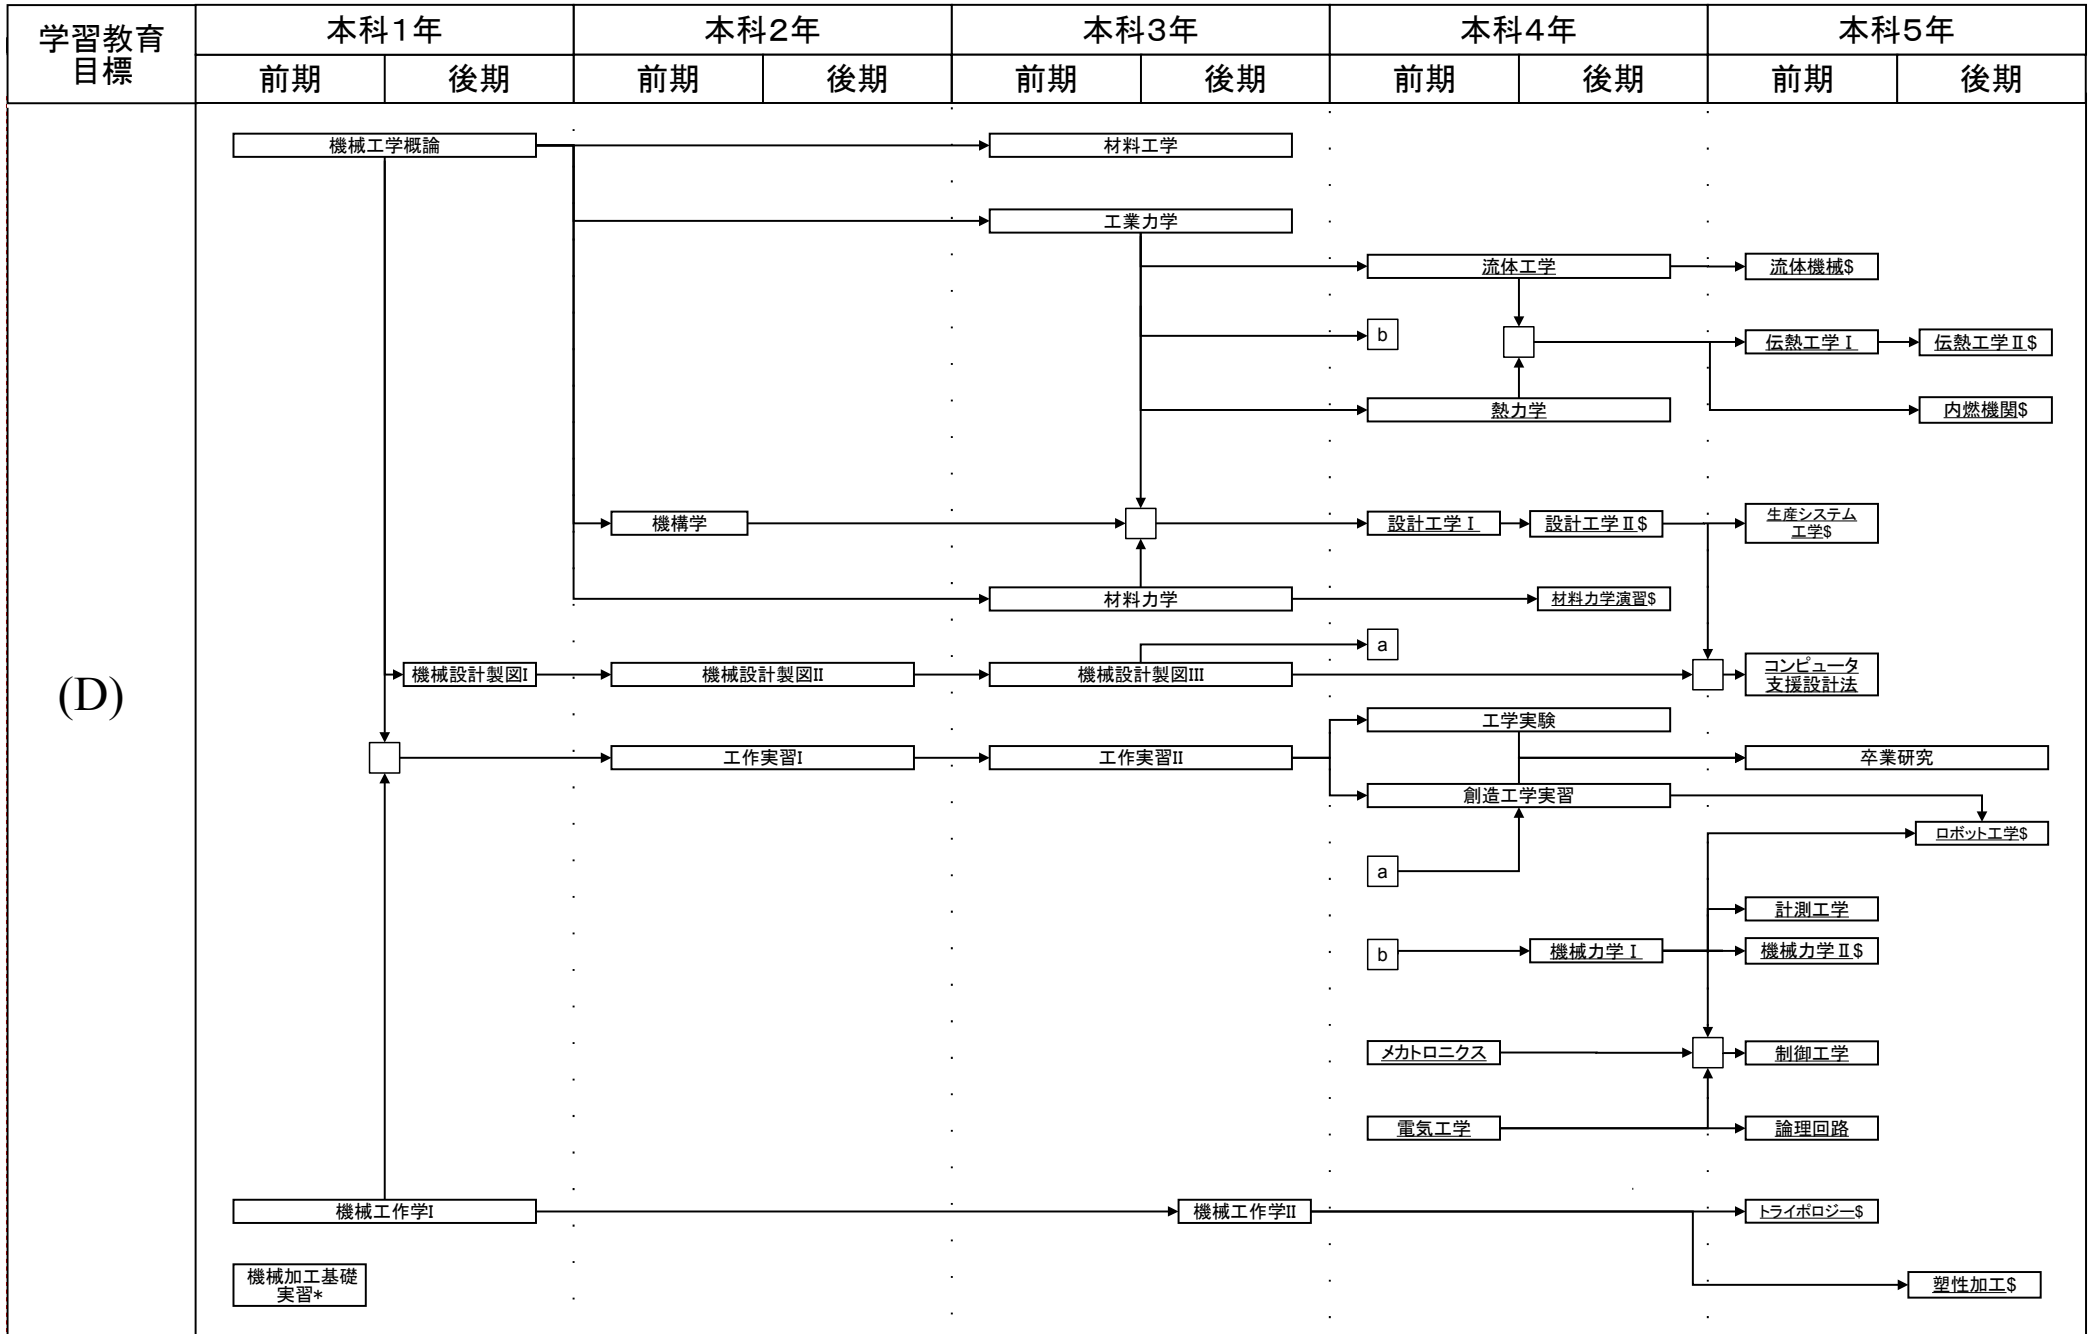 学習教育
目標
本科1年
本科2年
本科3年
本科4年
本科5年
前期
後期
前期
後期
前期
後期
前期
後期
前期
後期
(D)
機械工学概論
材料工学
工業力学
流体工学
流体機械$
b
伝熱工学Ⅰ
伝熱工学Ⅱ$
熱力学
内燃機関$
機構学
設計工学Ⅰ
設計工学Ⅱ$
生産システム
工学$
材料力学
材料力学演習$
a
機械設計製図I
機械設計製図II
機械設計製図III
コンピュータ
支援設計法
工学実験
工作実習I
工作実習II
卒業研究
創造工学実習
ロボット工学$
a
計測工学
b
機械力学Ⅰ
機械力学Ⅱ$
メカトロニクス
制御工学
電気工学
論理回路
機械工作学I
機械工作学II
トライポロジー$
機械加工基礎
実習*
塑性加工$